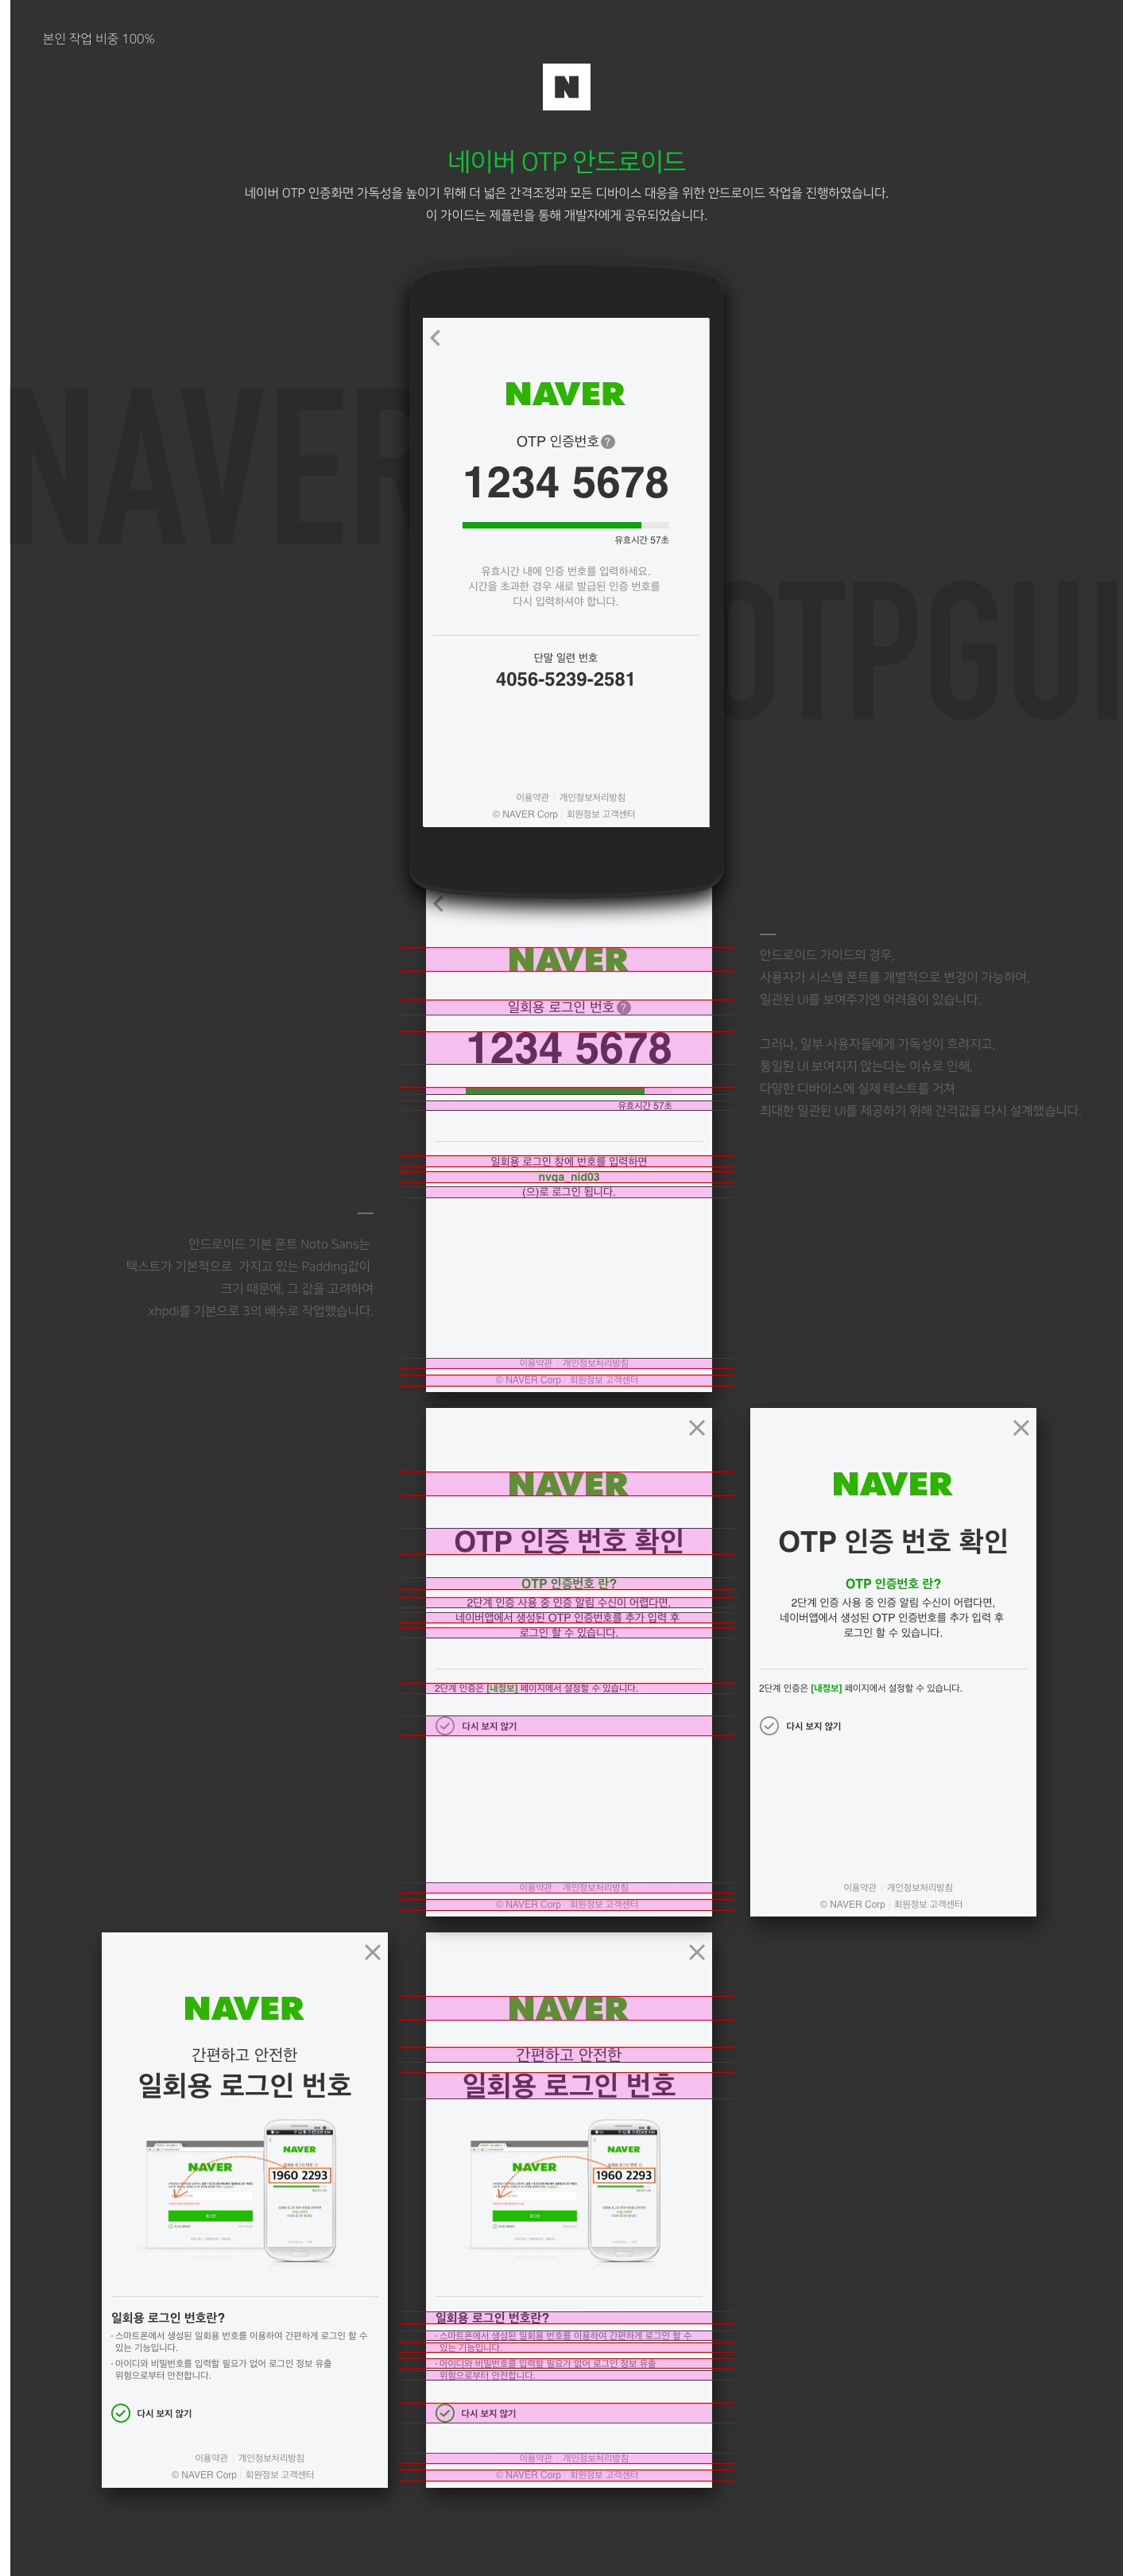 본인 작업 비중 100%
N
네이버 OTP 안드로이드
네이버 OTP 인증화면 가독성을 높이기 위해 더 넓은 간격조정과 모든 디바이스 대응을 위한 안드로이드 작업을 진행하였습니다.
이 가이드는 제플린을 통해 개발자에게 공유되었습니다.
NAVER
OTPGUI
NAVER
OTP 인증번호 ?
1234 5678
유효시간 57초
유효시간 내에 인증 번호를 입력하세요.
시간을 초과한 경우 새로 발급된 인증 번호를
다시 입력하셔야 합니다.
단말 일련 번호
4056-5239-2581
이용약관 | 개인정보처리방침
© NAVER Corp | 회원정보 고객센터
NAVER
일회용 로그인 번호 ?
1234 5678
유효시간 57초
일회용 로그인 창에 번호를 입력하면
nvqa_nid03
(으)로 로그인 됩니다.
이용약관 | 개인정보처리방침
© NAVER Corp | 회원정보 고객센터
안드로이드 가이드의 경우,
사용자가 시스템 폰트를 개별적으로 변경이 가능하여,
일관된 UI를 보여주기엔 어려움이 있습니다.
그러나, 일부 사용자들에게 가독성이 흐려지고,
통일된 UI 보여지지 않는다는 이슈로 인해,
다양한 디바이스에 실제 테스트를 거쳐
최대한 일관된 UI를 제공하기 위해 간격값을 다시 설계했습니다.
안드로이드 기본 폰트 Noto Sans는
텍스트가 기본적으로 가지고 있는 Padding값이
크기 때문에, 그 값을 고려하여
xhpdi를 기본으로 3의 배수로 작업했습니다.
NAVER
OTP 인증 번호 확인
OTP 인증번호 란?
2단계 인증 사용 중 인증 알림 수신이 어렵다면,
네이버앱에서 생성된 OTP 인증번호를 추가 입력 후
로그인 할 수 있습니다.
2단계 인증은 [내정보] 페이지에서 설정할 수 있습니다.
다시 보지 않기
이용약관 | 개인정보처리방침
© NAVER Corp | 회원정보 고객센터
NAVER
OTP 인증 번호 확인
OTP 인증번호 란?
2단계 인증 사용 중 인증 알림 수신이 어렵다면,
네이버앱에서 생성된 OTP 인증번호를 추가 입력 후
로그인 할 수 있습니다.
2단계 인증은 [내정보] 페이지에서 설정할 수 있습니다.
다시 보지 않기
이용약관 | 개인정보처리방침
© NAVER Corp | 회원정보 고객센터
NAVER
간편하고 안전한
일회용 로그인 번호
NAVER
NAVER
1960 2293
로그인
일회용 로그인 번호란?
· 스마트폰에서 생성된 일회용 번호를 이용하여 간편하게 로그인 할 수
있는 기능입니다.
· 아이디와 비밀번호를 입력할 필요가 없어 로그인 정보 유출
위험으로부터 안전합니다.
다시 보지 않기
이용약관 | 개인정보처리방침
© NAVER Corp | 회원정보 고객센터
NAVER
간편하고 안전한
일회용 로그인 번호
NAVER
NAVER
1960 2293
로그인
일회용 로그인 번호란?
· 스마트폰에서 생성된 일회용 번호를 이용하여 간편하게 로그인 할 수
있는 기능입니다.
· 아이디와 비밀번호를 입력할 필요가 없어 로그인 정보 유출
위험으로부터 안전합니다.
다시 보지 않기
이용약관 | 개인정보처리방침
© NAVER Corp | 회원정보 고객센터